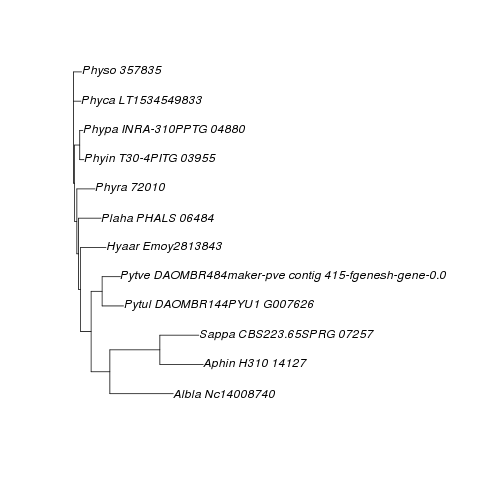 Physo 357835
Phyca LT1534549833
Phypa INRA-310PPTG 04880
Phyin T30-4PITG 03955
Phyra 72010
Plaha PHALS 06484
Hyaar Emoy2813843
Pytve DAOMBR484maker-pve contig 415-fgenesh-gene-0.0
Pytul DAOMBR144PYU1 G007626
Sappa CBS223.65SPRG 07257
Aphin H310 14127
Albla Nc14008740